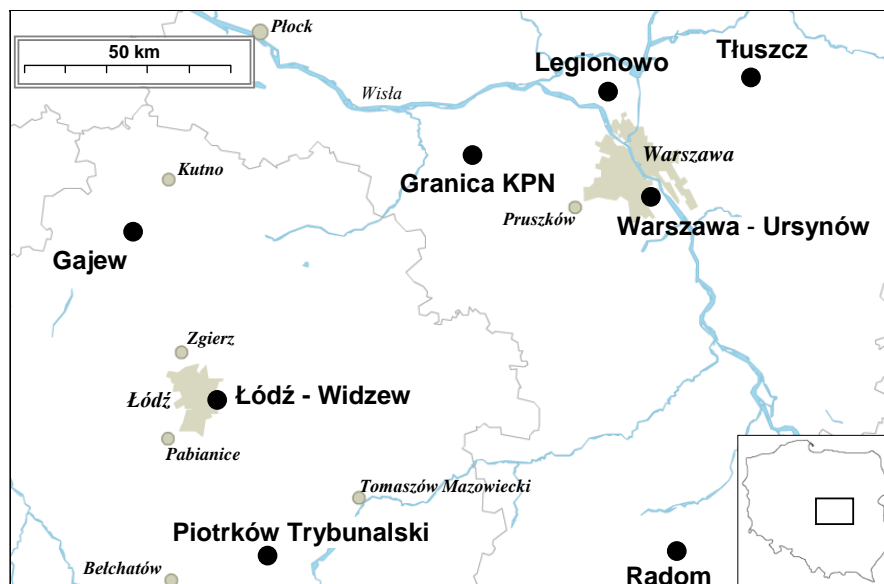 Płock
50 km
Legionowo
Tłuszcz
Wisła
Warszawa
Kutno
Granica KPN
Pruszków
Warszawa - Ursynów
Gajew
Zgierz
Łódź
Łódź - Widzew
Pabianice
Tomaszów Mazowiecki
Piotrków Trybunalski
Bełchatów
Radom